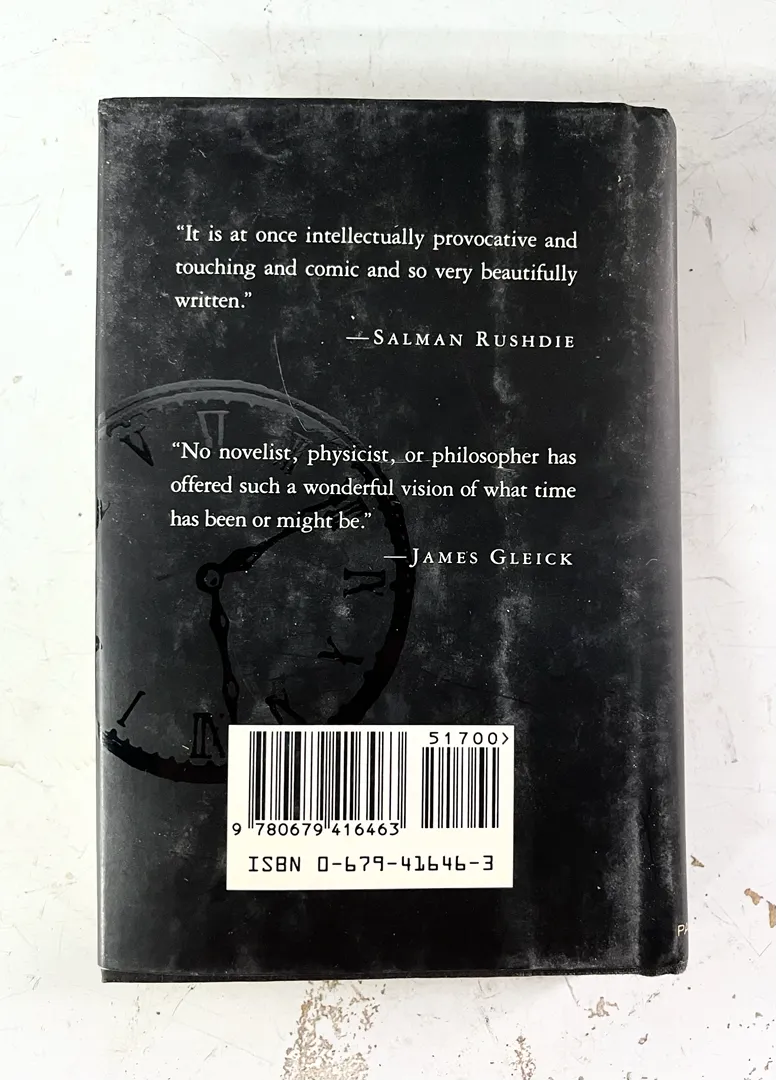 “It is at once intellectually provocative and
touching and comic and so very beautifully
written.”
—SALMAN RUSHDIE
“No novelist, physicist, or philosopher has
offered such a wonderful vision of what time
has been or might be.”
—JAMES GLEICK
51700>
9 780679 416463
ISBN 0-679-41646-3